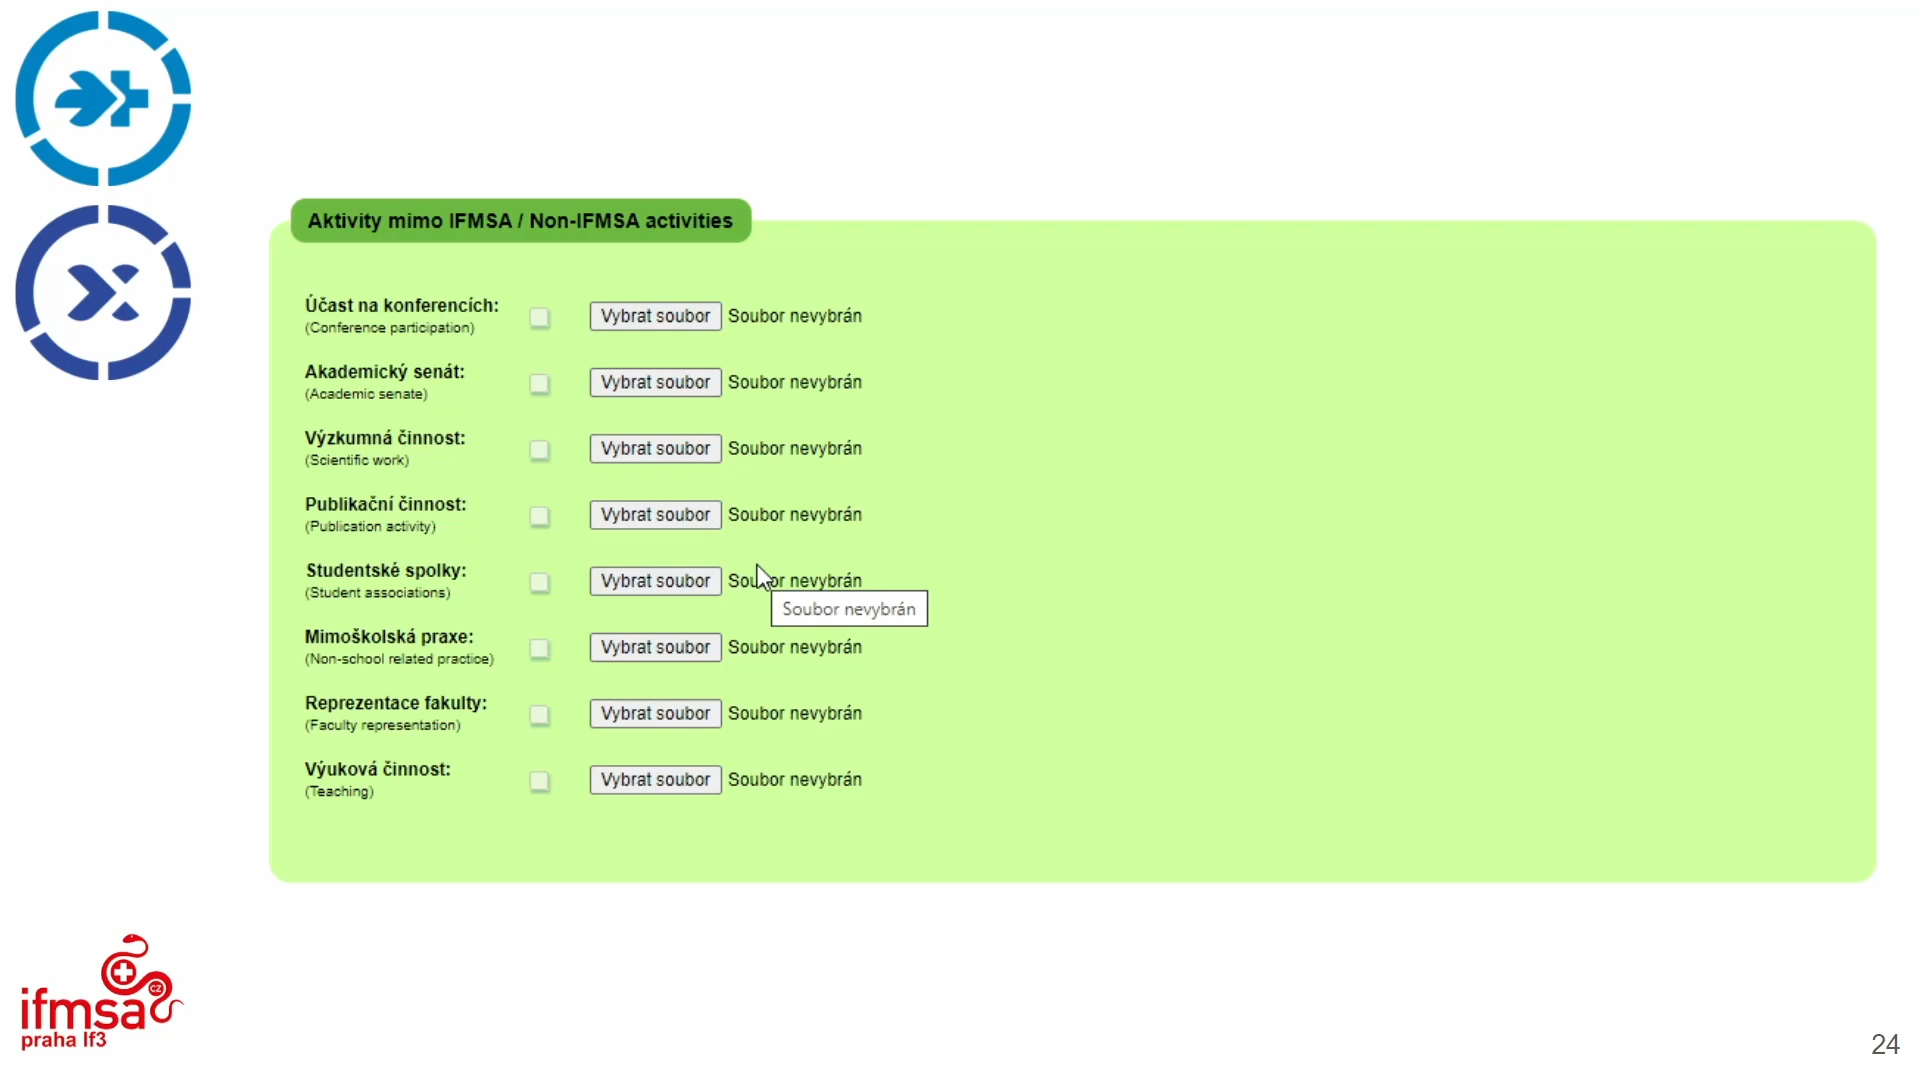 Aktivity mimo IFMSA / Non-IFMSA activities
Účast na konferencích:
(Conference participation)
Vybrat soubor Soubor nevybrán
Akademický senát:
(Academic senate)
Vybrat soubor Soubor nevybrán
Výzkumná činnost:
(Scientific work)
Vybrat soubor Soubor nevybrán
Publikační činnost:
(Publication activity)
Vybrat soubor Soubor nevybrán
Studentské spolky:
(Student associations)
Vybrat soubor Soubor nevybrán
Soubor nevybrán
Mimoškolská praxe:
(Non-school related practice)
Vybrat soubor Soubor nevybrán
Reprezentace fakulty:
(Faculty representation)
Vybrat soubor Soubor nevybrán
Výuková činnost:
(Teaching)
Vybrat soubor Soubor nevybrán
CZ
ifmsa
praha lf3
24